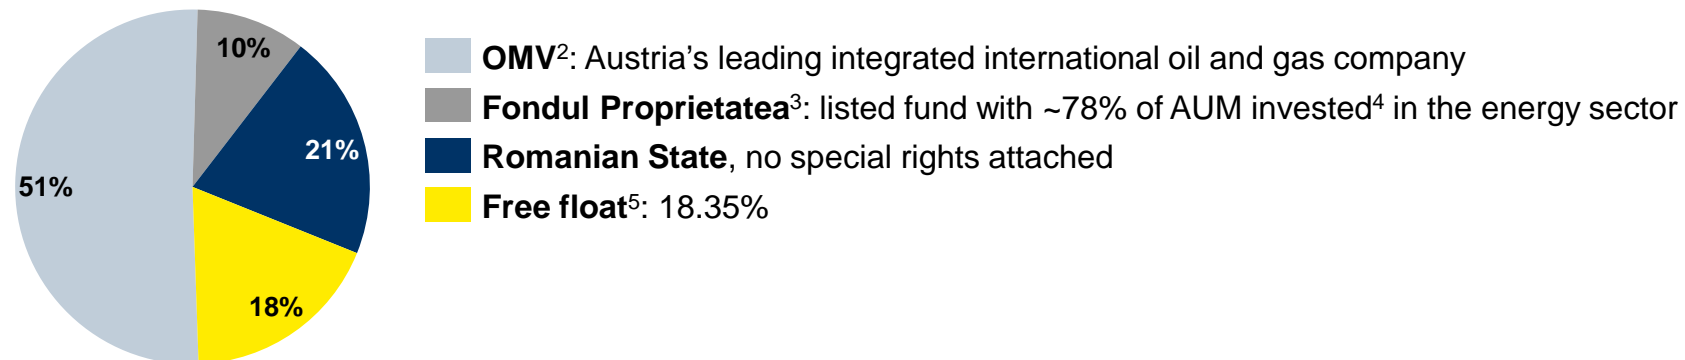 10%
21%
51%
18%
OMV²: Austria's leading integrated international oil and gas company
Fondul Proprietatea³: listed fund with ~78% of AUM invested⁴ in the energy sector
Romanian State, no special rights attached
Free float⁵: 18.35%